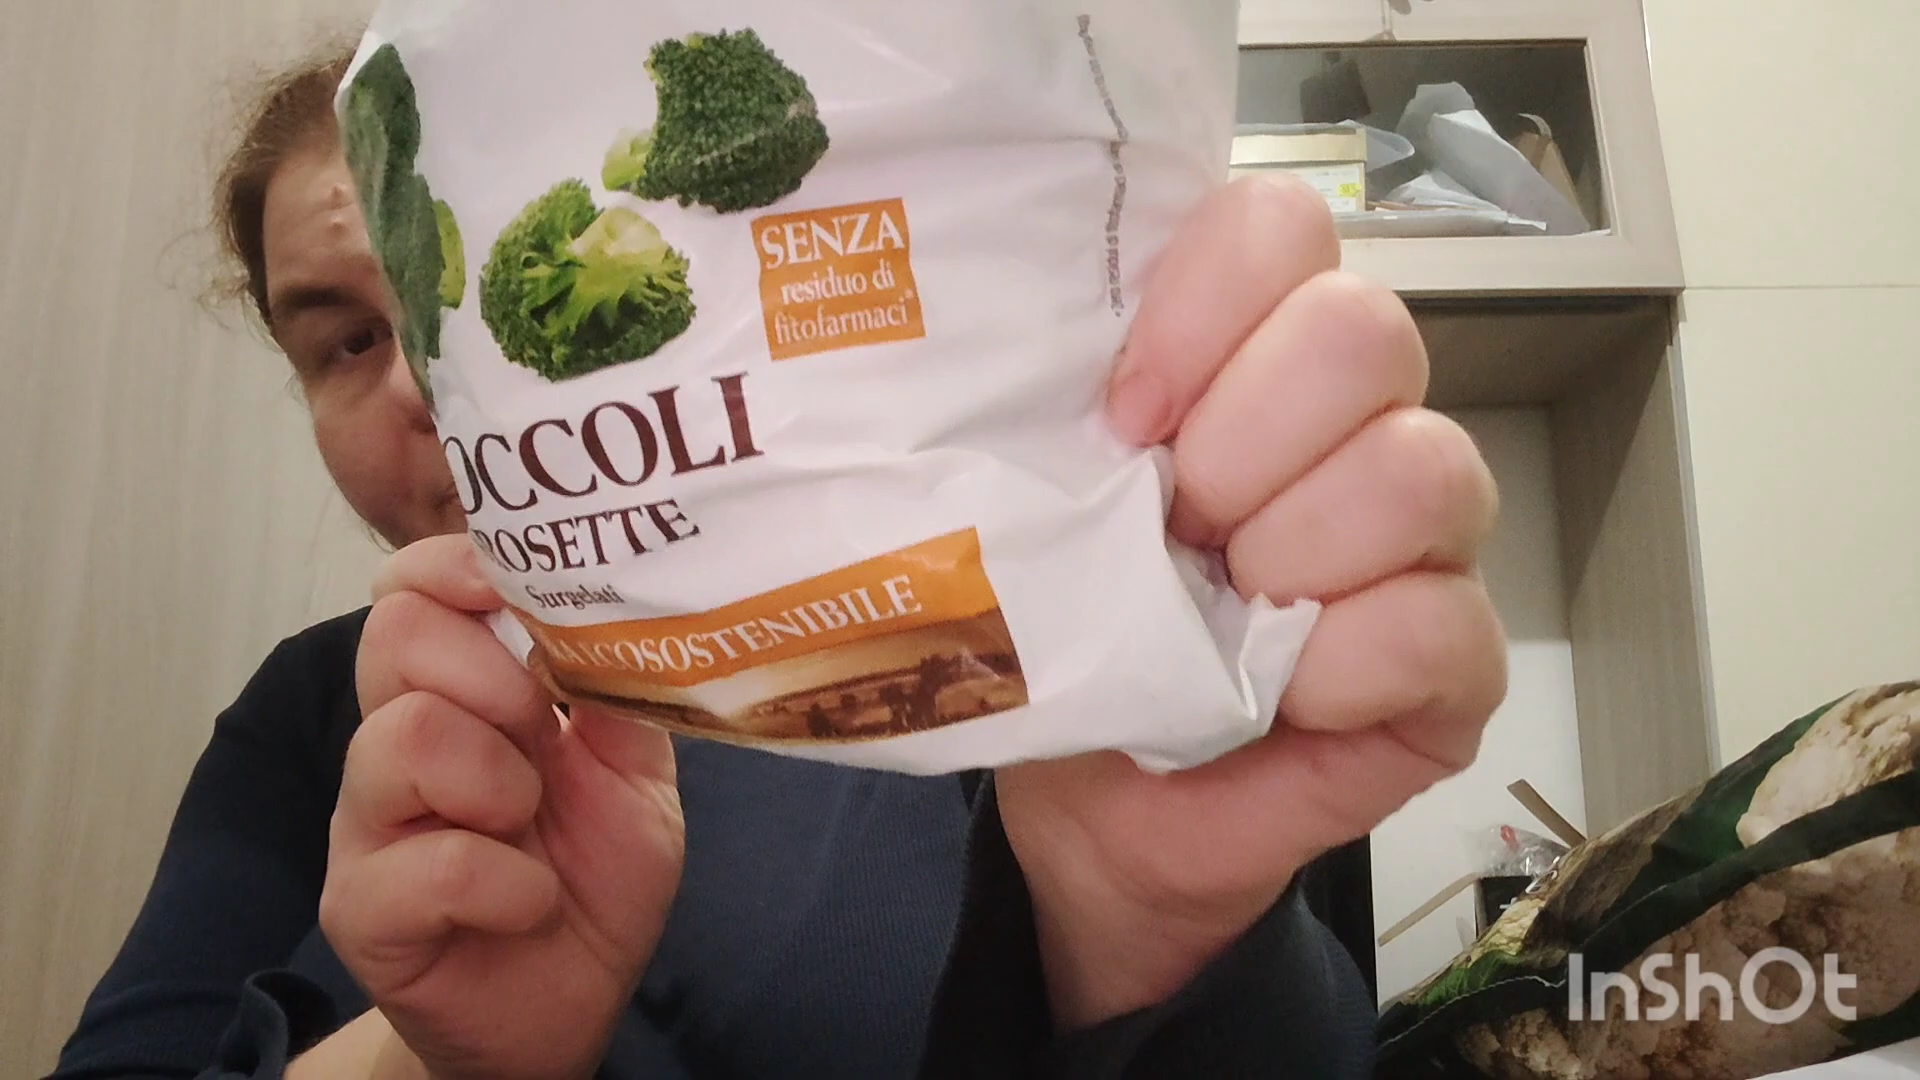 SENZA
residuo di
fitofarmaci*
OCCOLI
ROSETTE
Surgelati
ECOSOSTENIBILE
InShOt